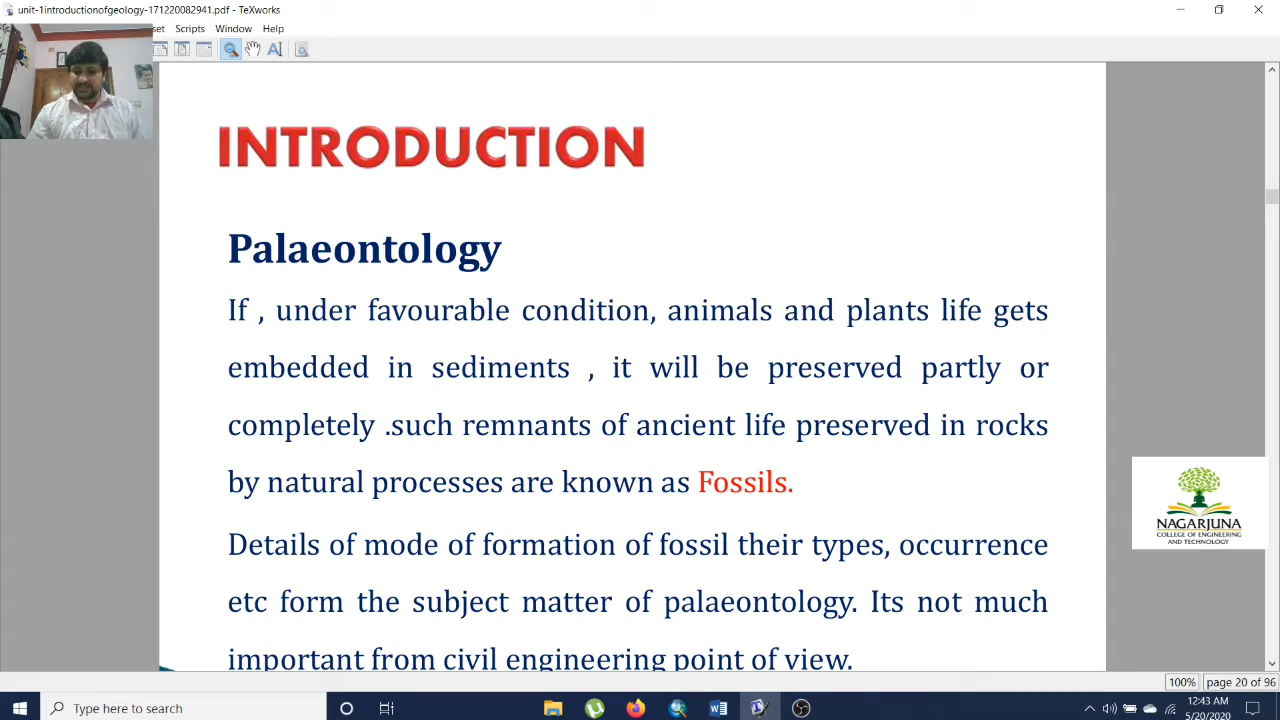 unit-1introductionofgeology-171220082941.pdf - TeXworks
set Scripts Window Help
INTRODUCTION
Palaeontology
If , under favourable condition, animals and plants life gets
embedded in sediments , it will be preserved partly or
completely .such remnants of ancient life preserved in rocks
by natural processes are known as Fossils.
Details of mode of formation of fossil their types, occurrence
etc form the subject matter of palaeontology. Its not much
important from civil engineering point of view.
NAGARJUNA
COLLEGE OF ENGINEERING
AND TECHNOLOGY
100% page 20 of 96
Type here to search
12:43 AM
5/20/2020